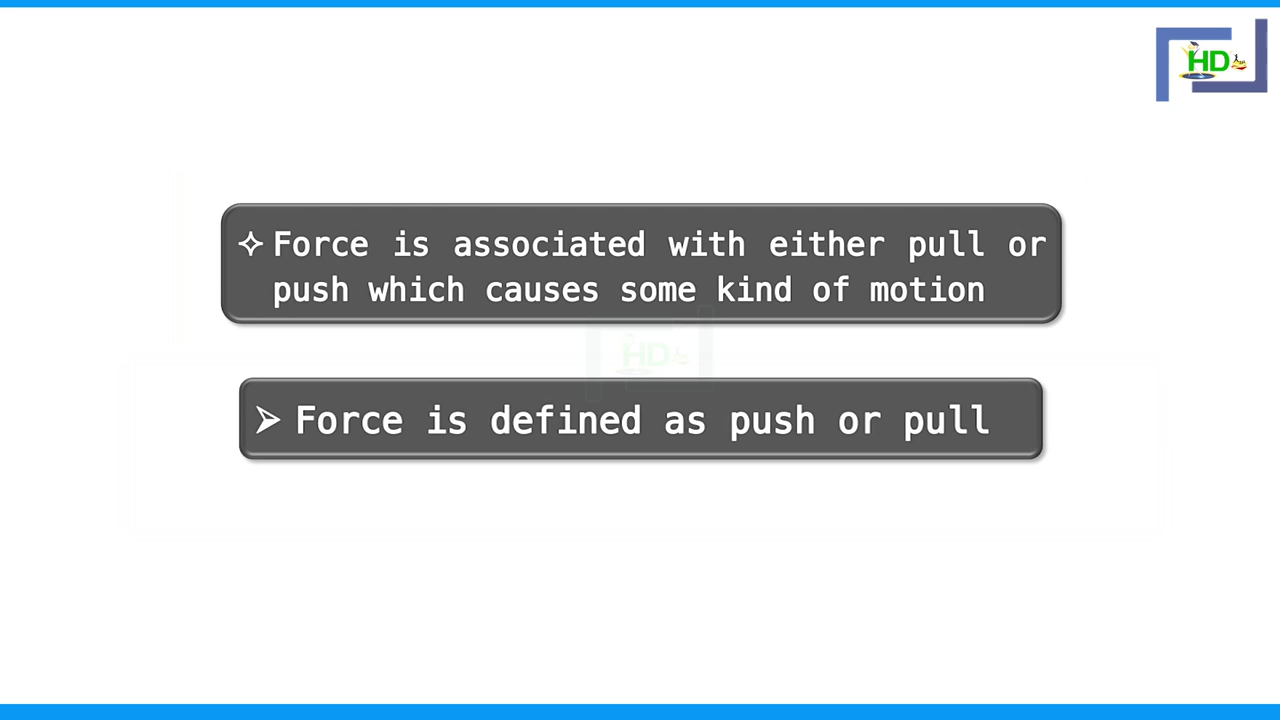 HD
✧ Force is associated with either pull or
push which causes some kind of motion
HD
➢ Force is defined as push or pull